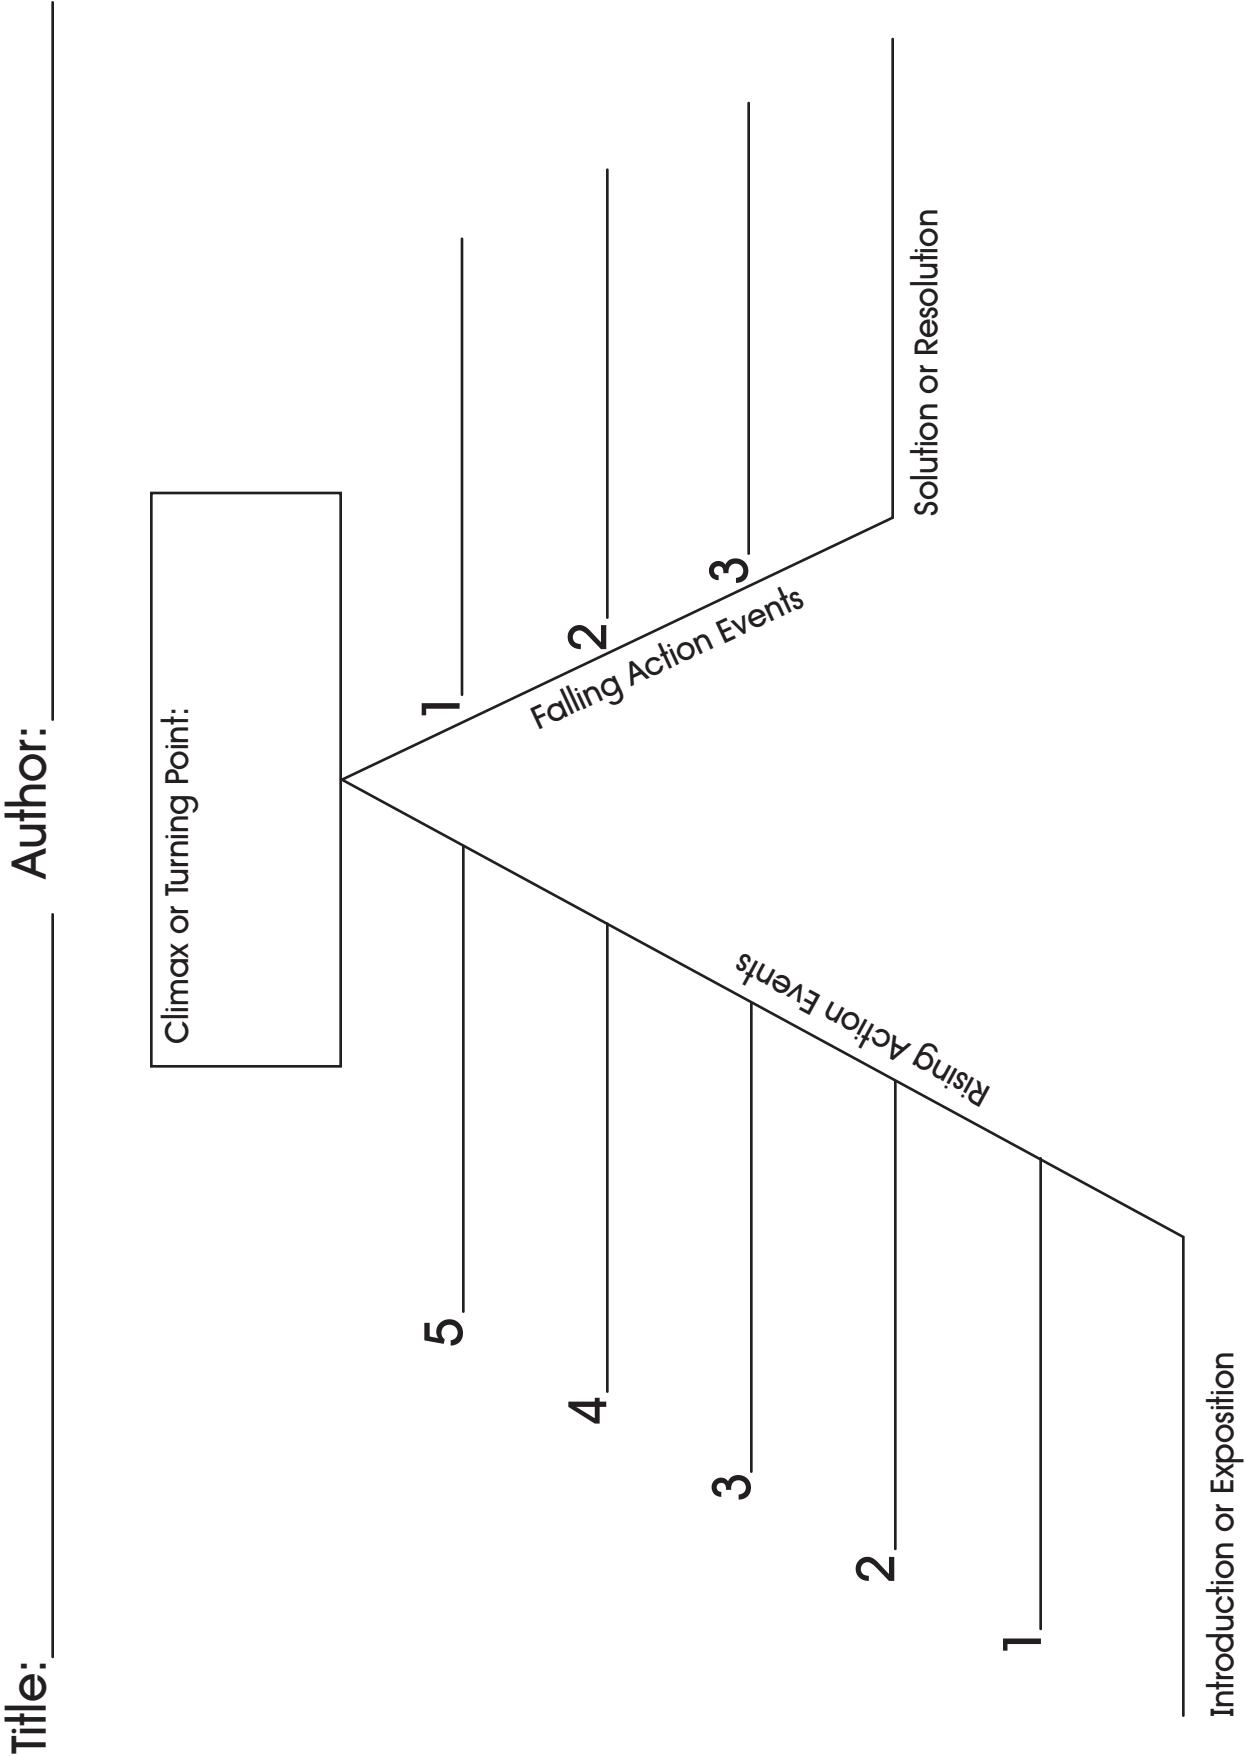 Title: Author:
Climax or Turning Point:
5
1
4
2
3
3
2
1
Rising Action Events
Falling Action Events
Solution or Resolution
Introduction or Exposition